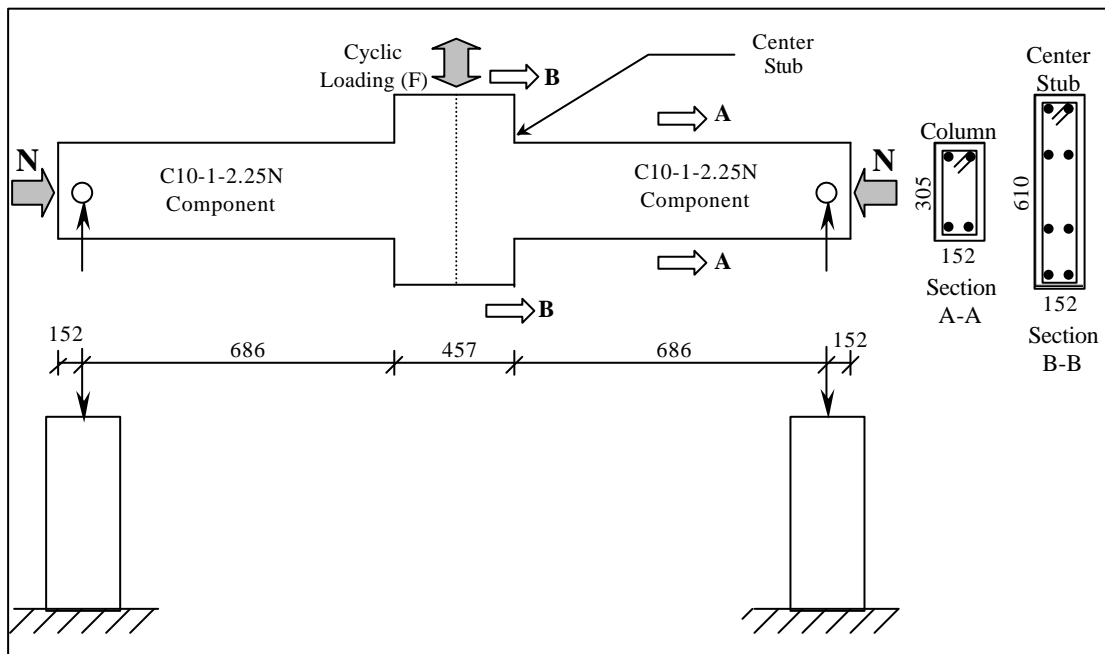 Cyclic
Loading (F)
B
Center
Stub
A
N
C10-1-2.25N
Component
C10-1-2.25N
Component
N
A
B
Column
305
152
Section
A-A
Center
Stub
610
152
Section
B-B
152
686
457
686
152